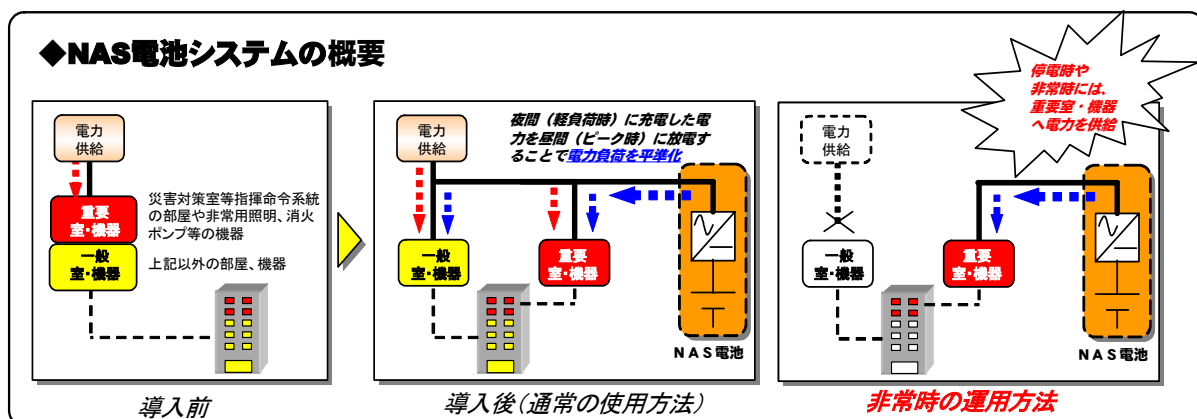 ◆NAS電池システムの概要
電力
供給
重要
室・機器
一般
室・機器
災害対策室等指揮命令系統
の部屋や非常用照明、消火
ポンプ等の機器
上記以外の部屋、機器
導入前
夜間（軽負荷時）に充電した電
力を昼間（ピーク時）に放電す
ることで電力負荷を平準化
電力
供給
一般
室・機器
重要
室・機器
NAS電池
導入後（通常の使用方法）
停電時や
非常時には、
重要室・機器
へ電力を供給
電力
供給
一般
室・機器
重要
室・機器
NAS電池
非常時の運用方法